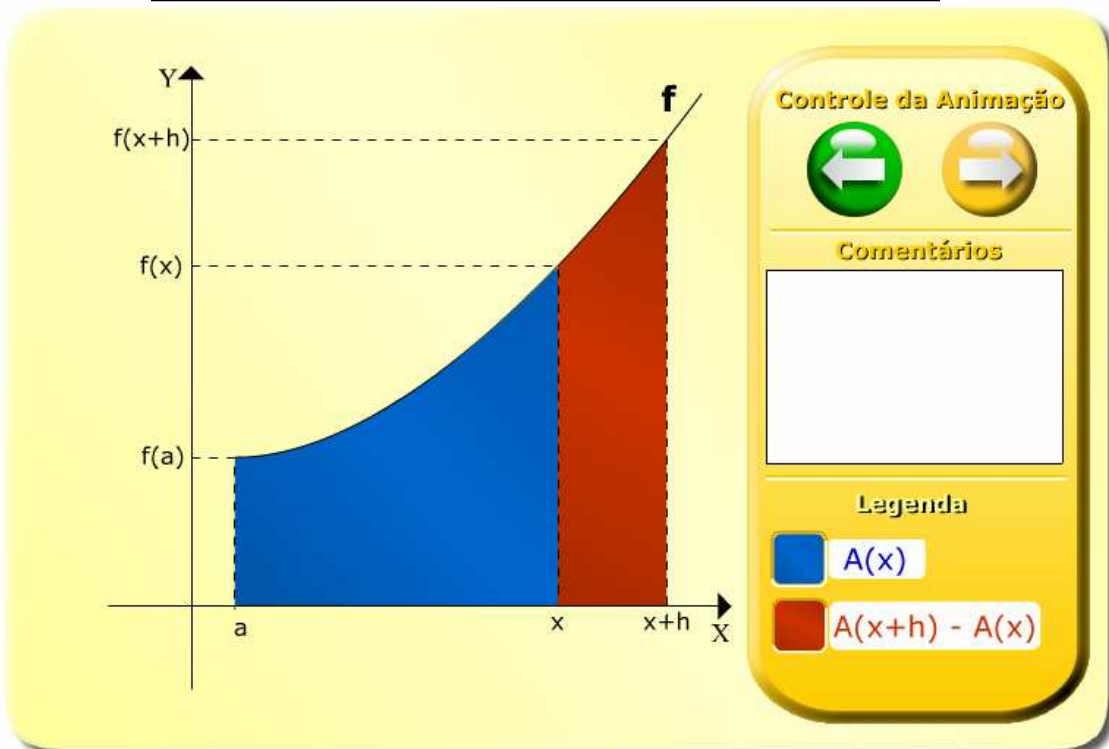 Y
f
f(x+h)
f(x)
f(a)
a
x
x+h
X
Controle da Animação
Comentários
Legenda
A(x)
A(x+h) - A(x)